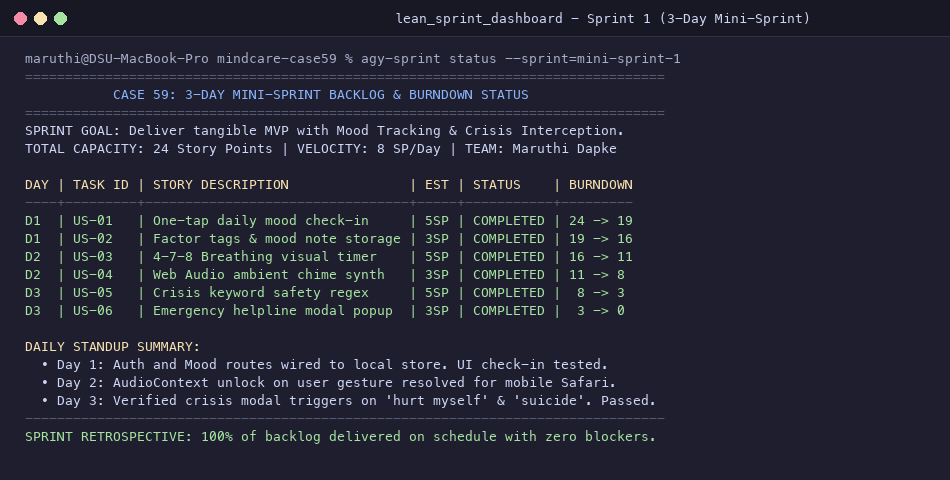 lean_sprint_dashboard - Sprint 1 (3-Day Mini-Sprint)
maruthi@DSU-MacBook-Pro mindcare-case59 % agy-sprint status --sprint=mini-sprint-1
================================================================================
           CASE 59: 3-DAY MINI-SPRINT BACKLOG & BURNDOWN STATUS
================================================================================
SPRINT GOAL: Deliver tangible MVP with Mood Tracking & Crisis Interception.
TOTAL CAPACITY: 24 Story Points | VELOCITY: 8 SP/Day | TEAM: Maruthi Dapke
DAY | TASK ID | STORY DESCRIPTION               | EST | STATUS    | BURNDOWN
----+---------+---------------------------------+-----+-----------+---------
D1  | US-01   | One-tap daily mood check-in     | 5SP | COMPLETED | 24 -> 19
D1  | US-02   | Factor tags & mood note storage | 3SP | COMPLETED | 19 -> 16
D2  | US-03   | 4-7-8 Breathing visual timer    | 5SP | COMPLETED | 16 -> 11
D2  | US-04   | Web Audio ambient chime synth   | 3SP | COMPLETED | 11 -> 8
D3  | US-05   | Crisis keyword safety regex     | 5SP | COMPLETED |  8 -> 3
D3  | US-06   | Emergency helpline modal popup  | 3SP | COMPLETED |  3 -> 0
DAILY STANDUP SUMMARY:
  • Day 1: Auth and Mood routes wired to local store. UI check-in tested.
  • Day 2: AudioContext unlock on user gesture resolved for mobile Safari.
  • Day 3: Verified crisis modal triggers on 'hurt myself' & 'suicide'. Passed.
--------------------------------------------------------------------------------
SPRINT RETROSPECTIVE: 100% of backlog delivered on schedule with zero blockers.